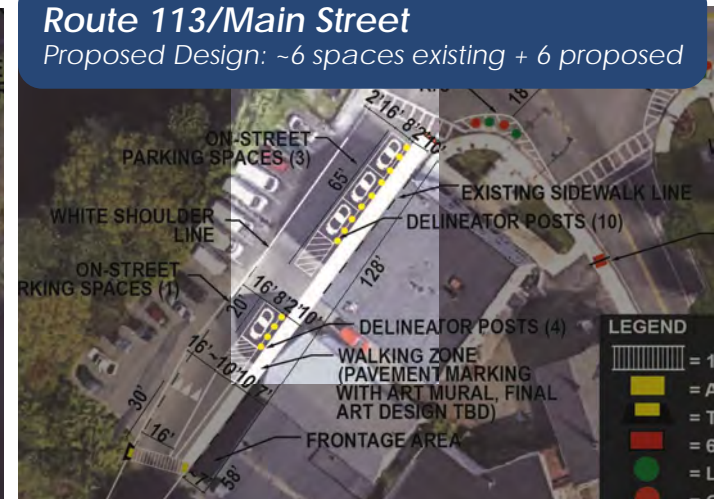 Route 113/Main Street
Proposed Design: ~6 spaces existing + 6 proposed
2' 16' 8' 2' 10'
18'
ON-STREET
PARKING SPACES (3)
65'
EXISTING SIDEWALK LINE
WHITE SHOULDER
LINE
DELINEATOR POSTS (10)
128'
ON-STREET
RKING SPACES (1)
20'
16' 8' 2' 10'
DELINEATOR POSTS (4)
16' ~10' 10' 7'
WALKING ZONE
(PAVEMENT MARKING
WITH ART MURAL, FINAL
ART DESIGN TBD)
30'
16'
FRONTAGE AREA
~7'
58'
LEGEND
= 1
= A
= T
= 6
= L